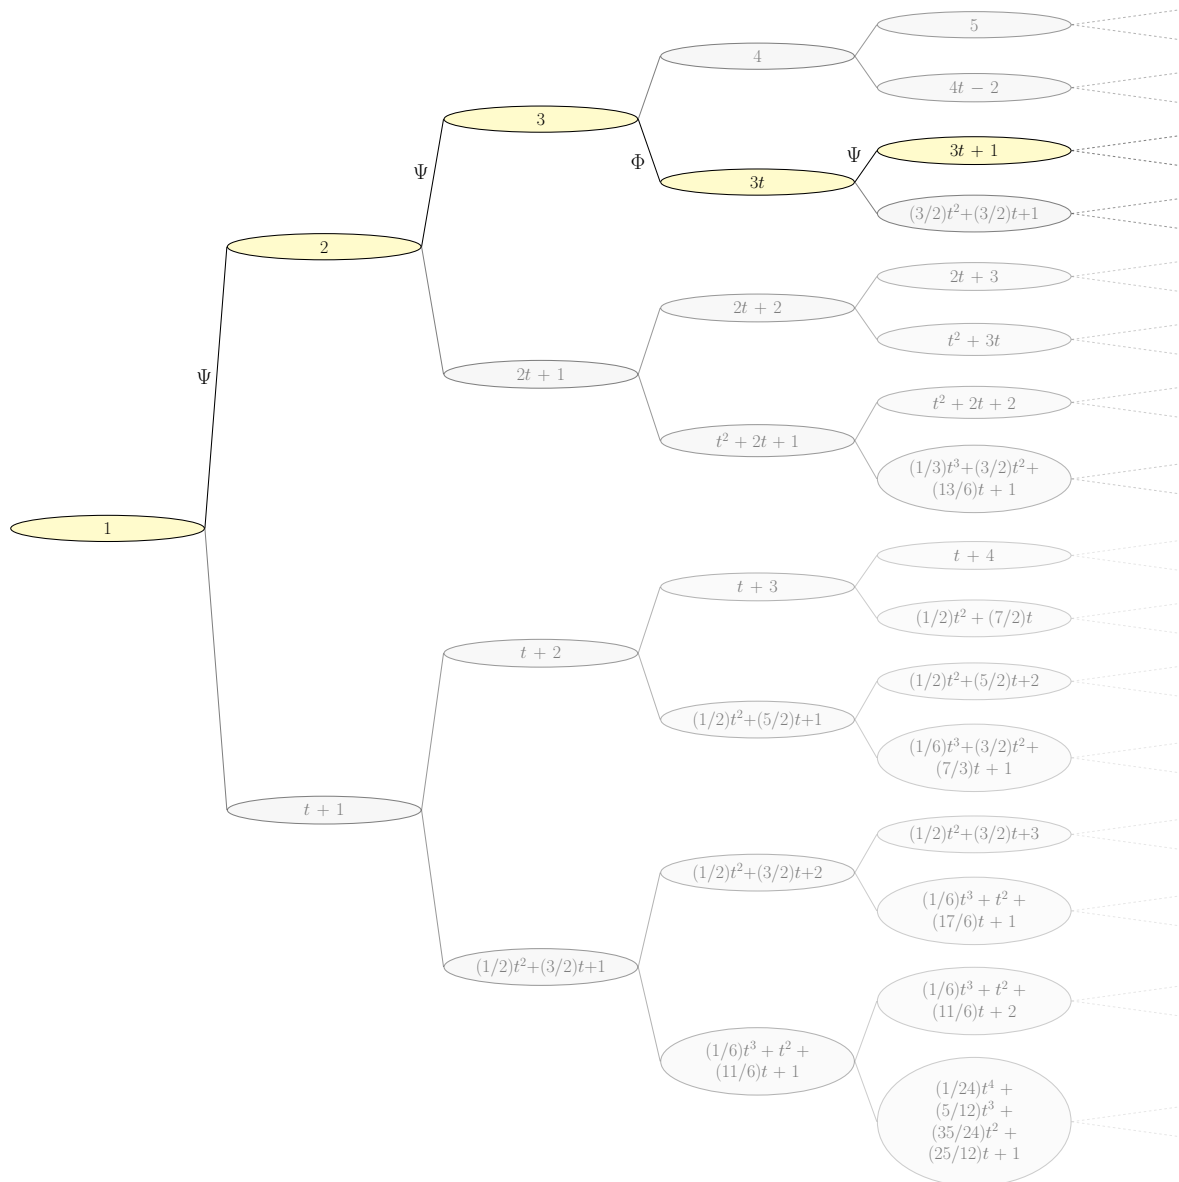 5
4
4t − 2
3
Ψ
Φ
Ψ
3t + 1
3t
(3/2)t²+(3/2)t+1
2
2t + 3
2t + 2
t² + 3t
Ψ
2t + 1
t² + 2t + 2
t² + 2t + 1
(1/3)t³+(3/2)t²+
(13/6)t + 1
1
t + 4
t + 3
(1/2)t² + (7/2)t
t + 2
(1/2)t²+(5/2)t+2
(1/2)t²+(5/2)t+1
(1/6)t³+(3/2)t²+
(7/3)t + 1
t + 1
(1/2)t²+(3/2)t+3
(1/2)t²+(3/2)t+2
(1/6)t³ + t² +
(17/6)t + 1
(1/2)t²+(3/2)t+1
(1/6)t³ + t² +
(11/6)t + 2
(1/6)t³ + t² +
(11/6)t + 1
(1/24)t⁴ +
(5/12)t³ +
(35/24)t² +
(25/12)t + 1